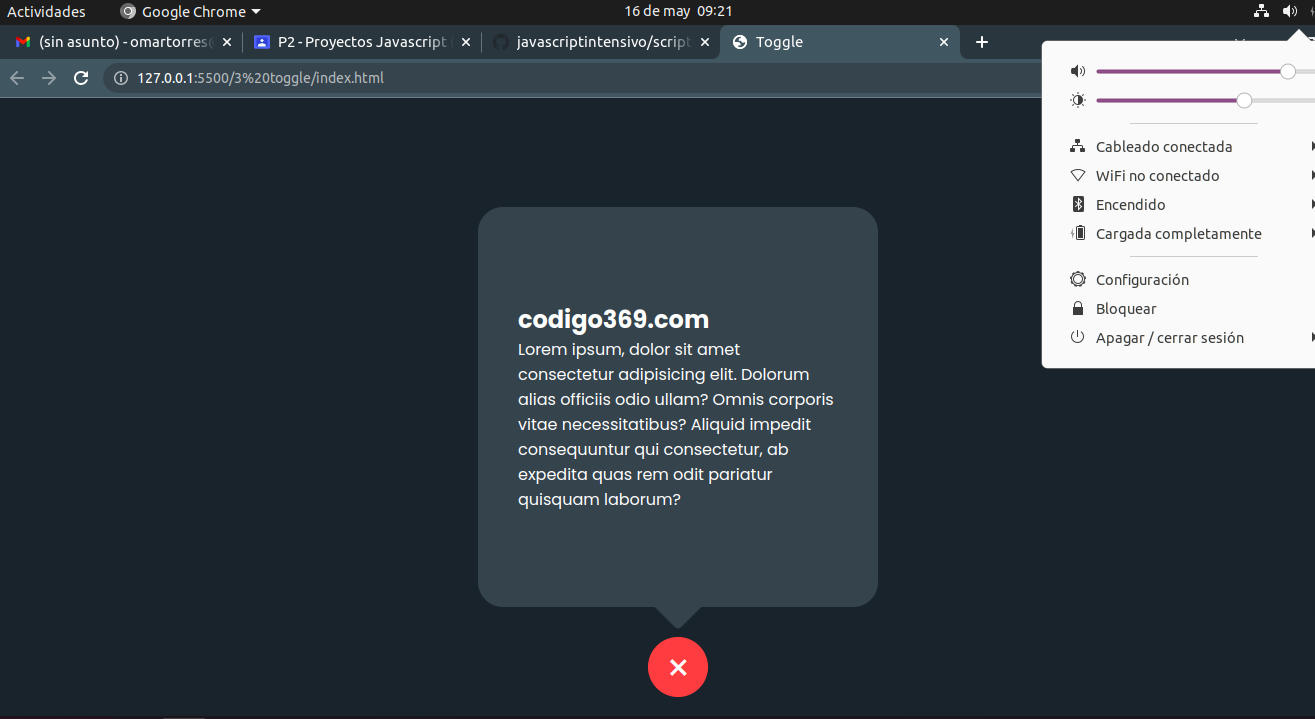 Actividades
Google Chrome
16 de may 09:21
(sin asunto) - omartorres
P2 - Proyectos Javascript
javascriptintensivo/script
Toggle
127.0.0.1:5500/3%20toggle/index.html
Cableado conectada
WiFi no conectado
Encendido
Cargada completamente
Configuración
Bloquear
Apagar / cerrar sesión
codigo369.com
Lorem ipsum, dolor sit amet
consectetur adipisicing elit. Dolorum
alias officiis odio ullam? Omnis corporis
vitae necessitatibus? Aliquid impedit
consequuntur qui consectetur, ab
expedita quas rem odit pariatur
quisquam laborum?